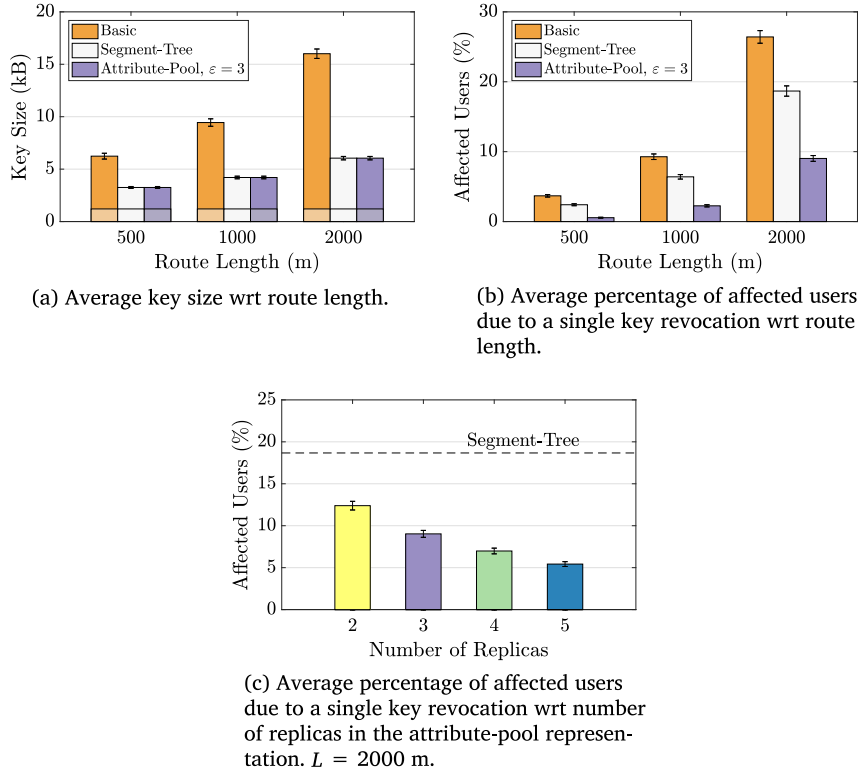 Basic
Segment-Tree
Attribute-Pool, ε = 3
Key Size (kB)
20
15
10
5
0
500 1000 2000
Route Length (m)
(a) Average key size wrt route length.
Basic
Segment-Tree
Attribute-Pool, ε = 3
Affected Users (%)
30
20
10
0
500 1000 2000
Route Length (m)
(b) Average percentage of affected users
due to a single key revocation wrt route
length.
Affected Users (%)
25
20
15
10
5
0
Segment-Tree
2 3 4 5
Number of Replicas
(c) Average percentage of affected users
due to a single key revocation wrt number
of replicas in the attribute-pool represen-
tation. L = 2000 m.